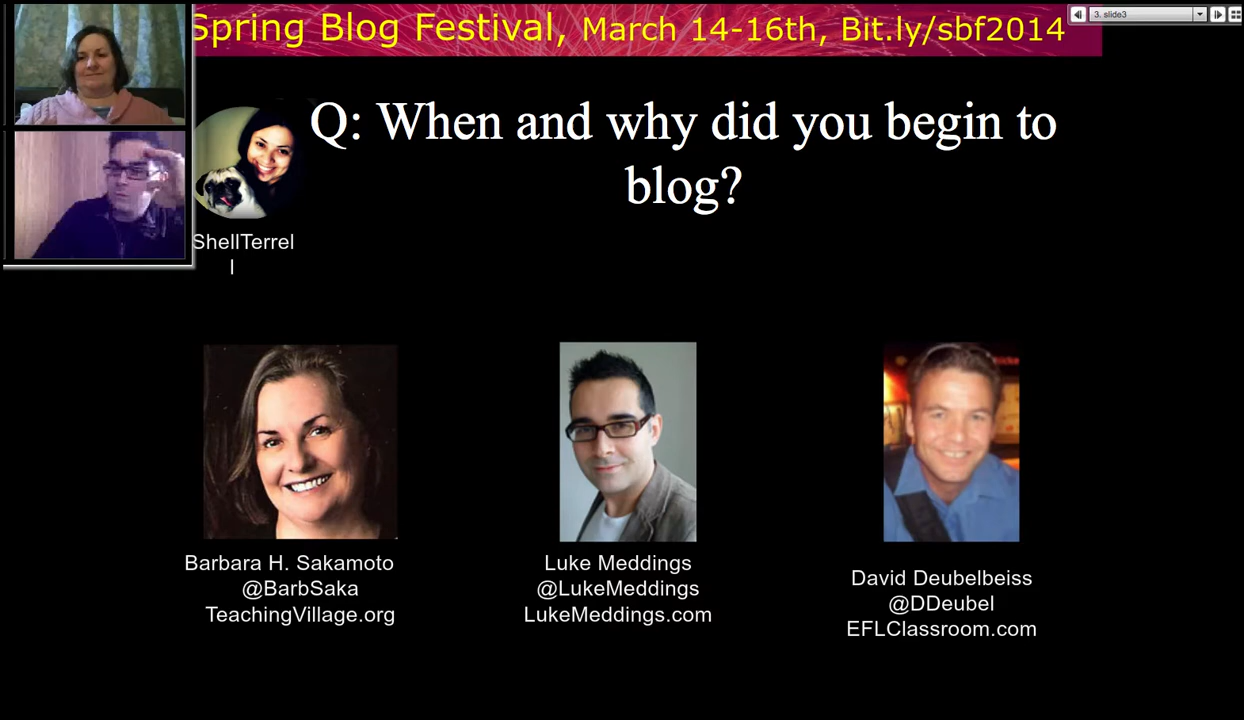 Spring Blog Festival, March 14-16th, Bit.ly/sbf2014
3. slide3
Q: When and why did you begin to
blog?
ShellTerrel
l
Barbara H. Sakamoto
@BarbSaka
TeachingVillage.org
Luke Meddings
@LukeMeddings
LukeMeddings.com
David Deubelbeiss
@DDeubel
EFLClassroom.com